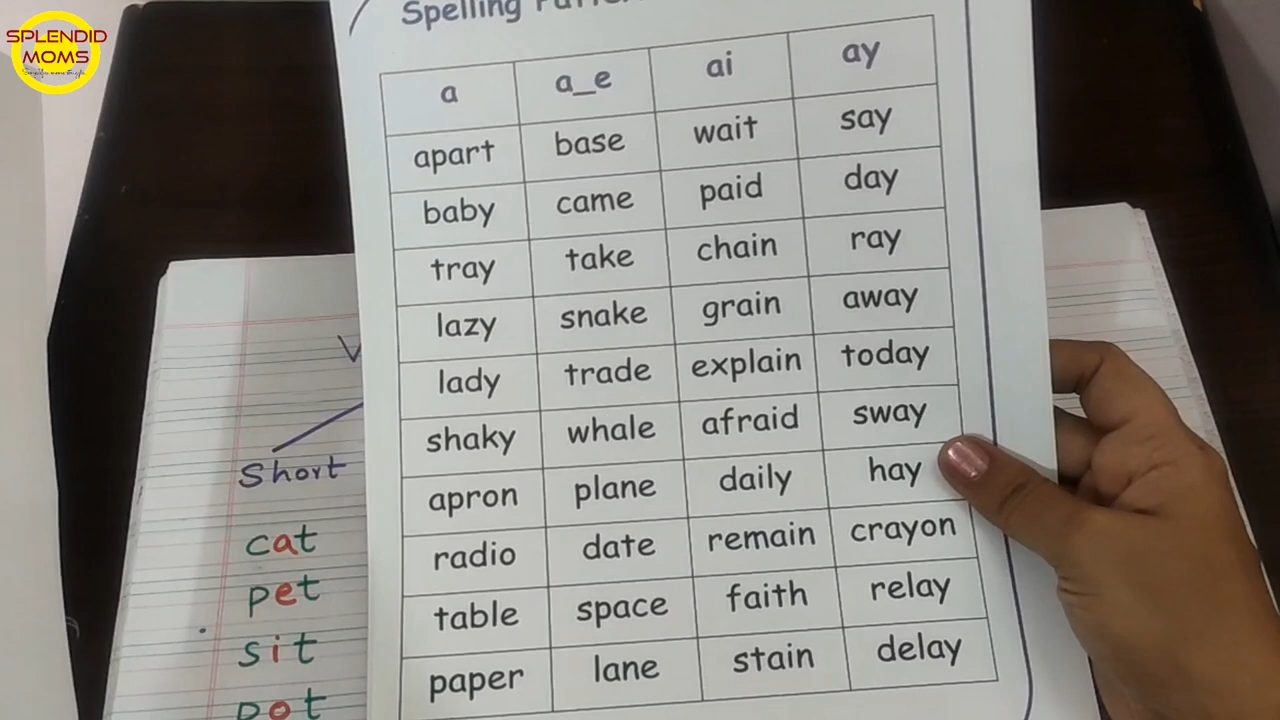 SPLENDID
MOMS
Spelling
a a_e ai ay
apart base wait say
baby came paid day
tray take chain ray
lazy snake grain away
lady trade explain today
shaky whale afraid sway
apron plane daily hay
radio date remain crayon
table space faith relay
paper lane stain delay
Short
cat
pet
sit
pot